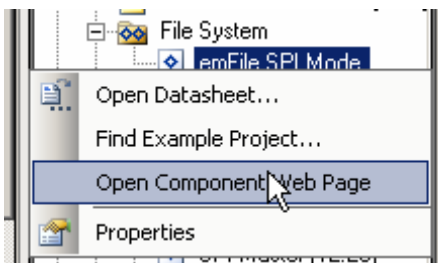 File System
emFile SPI Mode
Open Datasheet...
Find Example Project...
Open Component Web Page
Properties